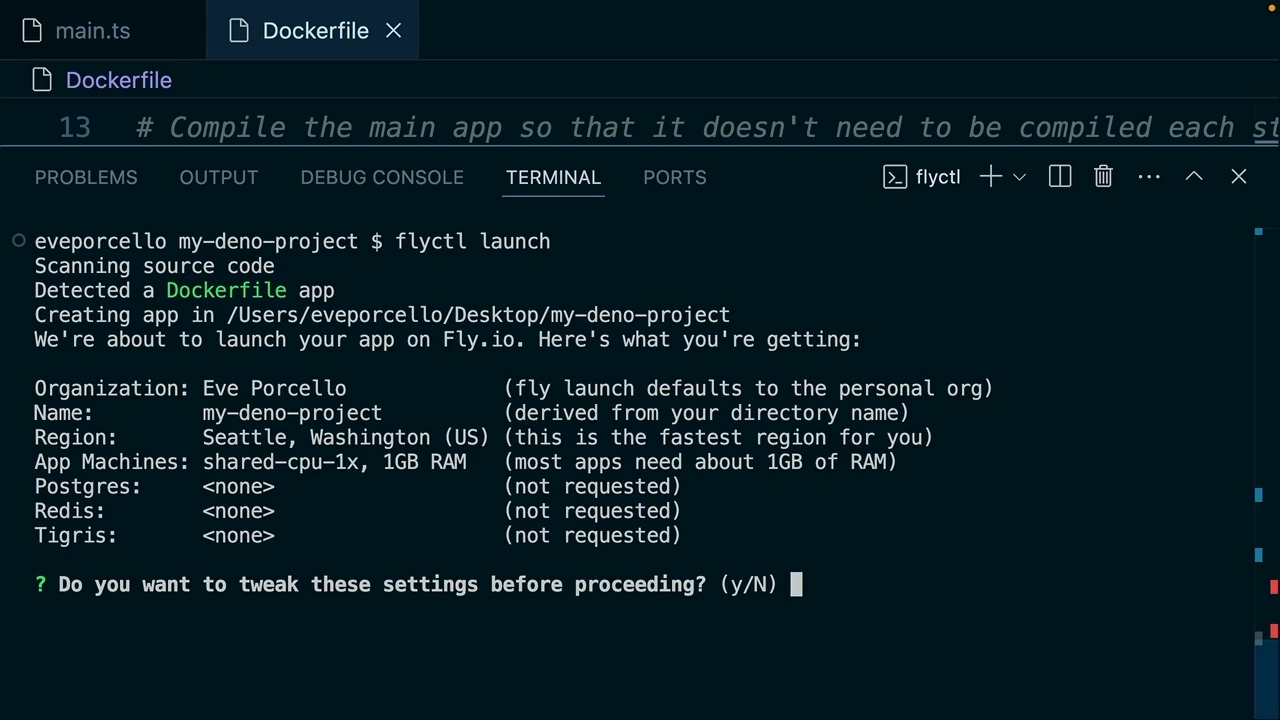 main.ts
Dockerfile
Dockerfile
13 # Compile the main app so that it doesn't need to be compiled each st
PROBLEMS OUTPUT DEBUG CONSOLE TERMINAL PORTS flyctl
eveporcello my-deno-project $ flyctl launch
Scanning source code
Detected a Dockerfile app
Creating app in /Users/eveporcello/Desktop/my-deno-project
We're about to launch your app on Fly.io. Here's what you're getting:
Organization: Eve Porcello (fly launch defaults to the personal org)
Name: my-deno-project (derived from your directory name)
Region: Seattle, Washington (US) (this is the fastest region for you)
App Machines: shared-cpu-1x, 1GB RAM (most apps need about 1GB of RAM)
Postgres: <none> (not requested)
Redis: <none> (not requested)
Tigris: <none> (not requested)
? Do you want to tweak these settings before proceeding? (y/N)